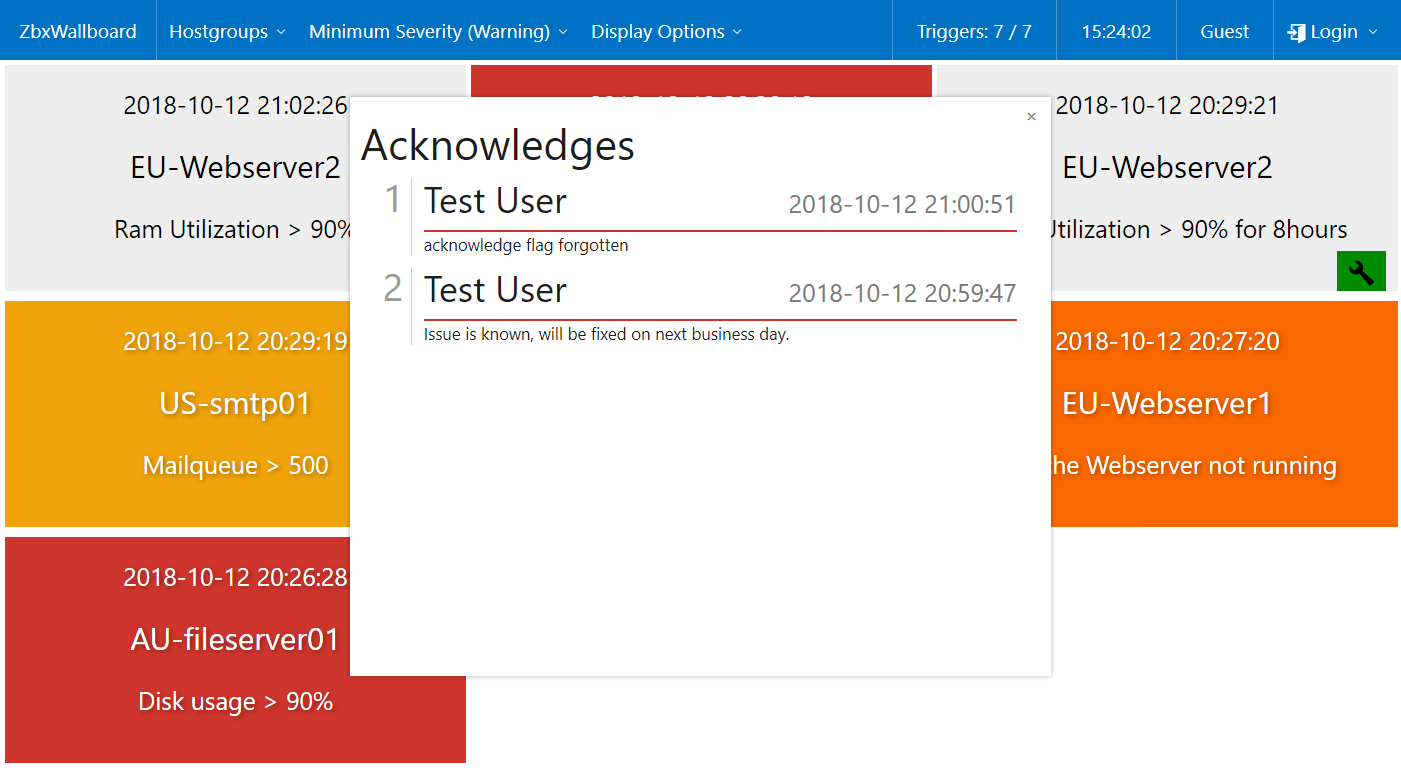 ZbxWallboard Hostgroups Minimum Severity (Warning) Display Options Triggers: 7 / 7 15:24:02 Guest Login
2018-10-12 21:02:26
EU-Webserver2
Ram Utilization > 90%
2018-10-12 20:29:21
EU-Webserver2
Utilization > 90% for 8hours
Acknowledges
×
1 Test User 2018-10-12 21:00:51
acknowledge flag forgotten
2 Test User 2018-10-12 20:59:47
Issue is known, will be fixed on next business day.
2018-10-12 20:29:19
US-smtp01
Mailqueue > 500
2018-10-12 20:27:20
EU-Webserver1
Webserver not running
2018-10-12 20:26:28
AU-fileserver01
Disk usage > 90%